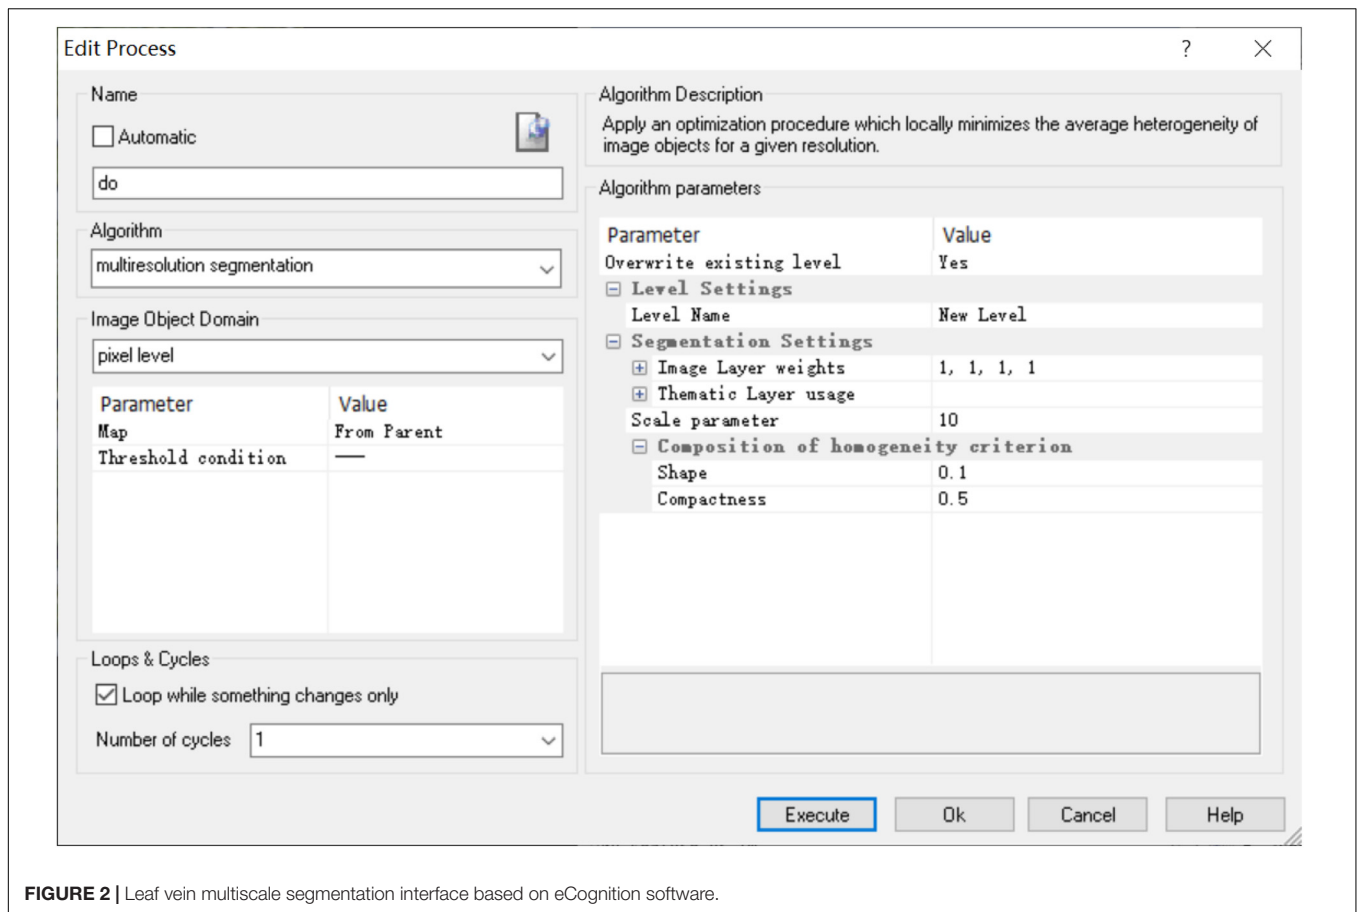 Edit Process
?
Name
Automatic
do
Algorithm
multiresolution segmentation
Image Object Domain
pixel level
Parameter Value
Map From Parent
Threshold condition —
Loops & Cycles
Loop while something changes only
Number of cycles 1
Algorithm Description
Apply an optimization procedure which locally minimizes the average heterogeneity of
image objects for a given resolution.
Algorithm parameters
Parameter Value
Overwrite existing level Yes
Level Settings
Level Name New Level
Segmentation Settings
Image Layer weights 1, 1, 1, 1
Thematic Layer usage
Scale parameter 10
Composition of homogeneity criterion
Shape 0.1
Compactness 0.5
Execute Ok Cancel Help
FIGURE 2 | Leaf vein multiscale segmentation interface based on eCognition software.